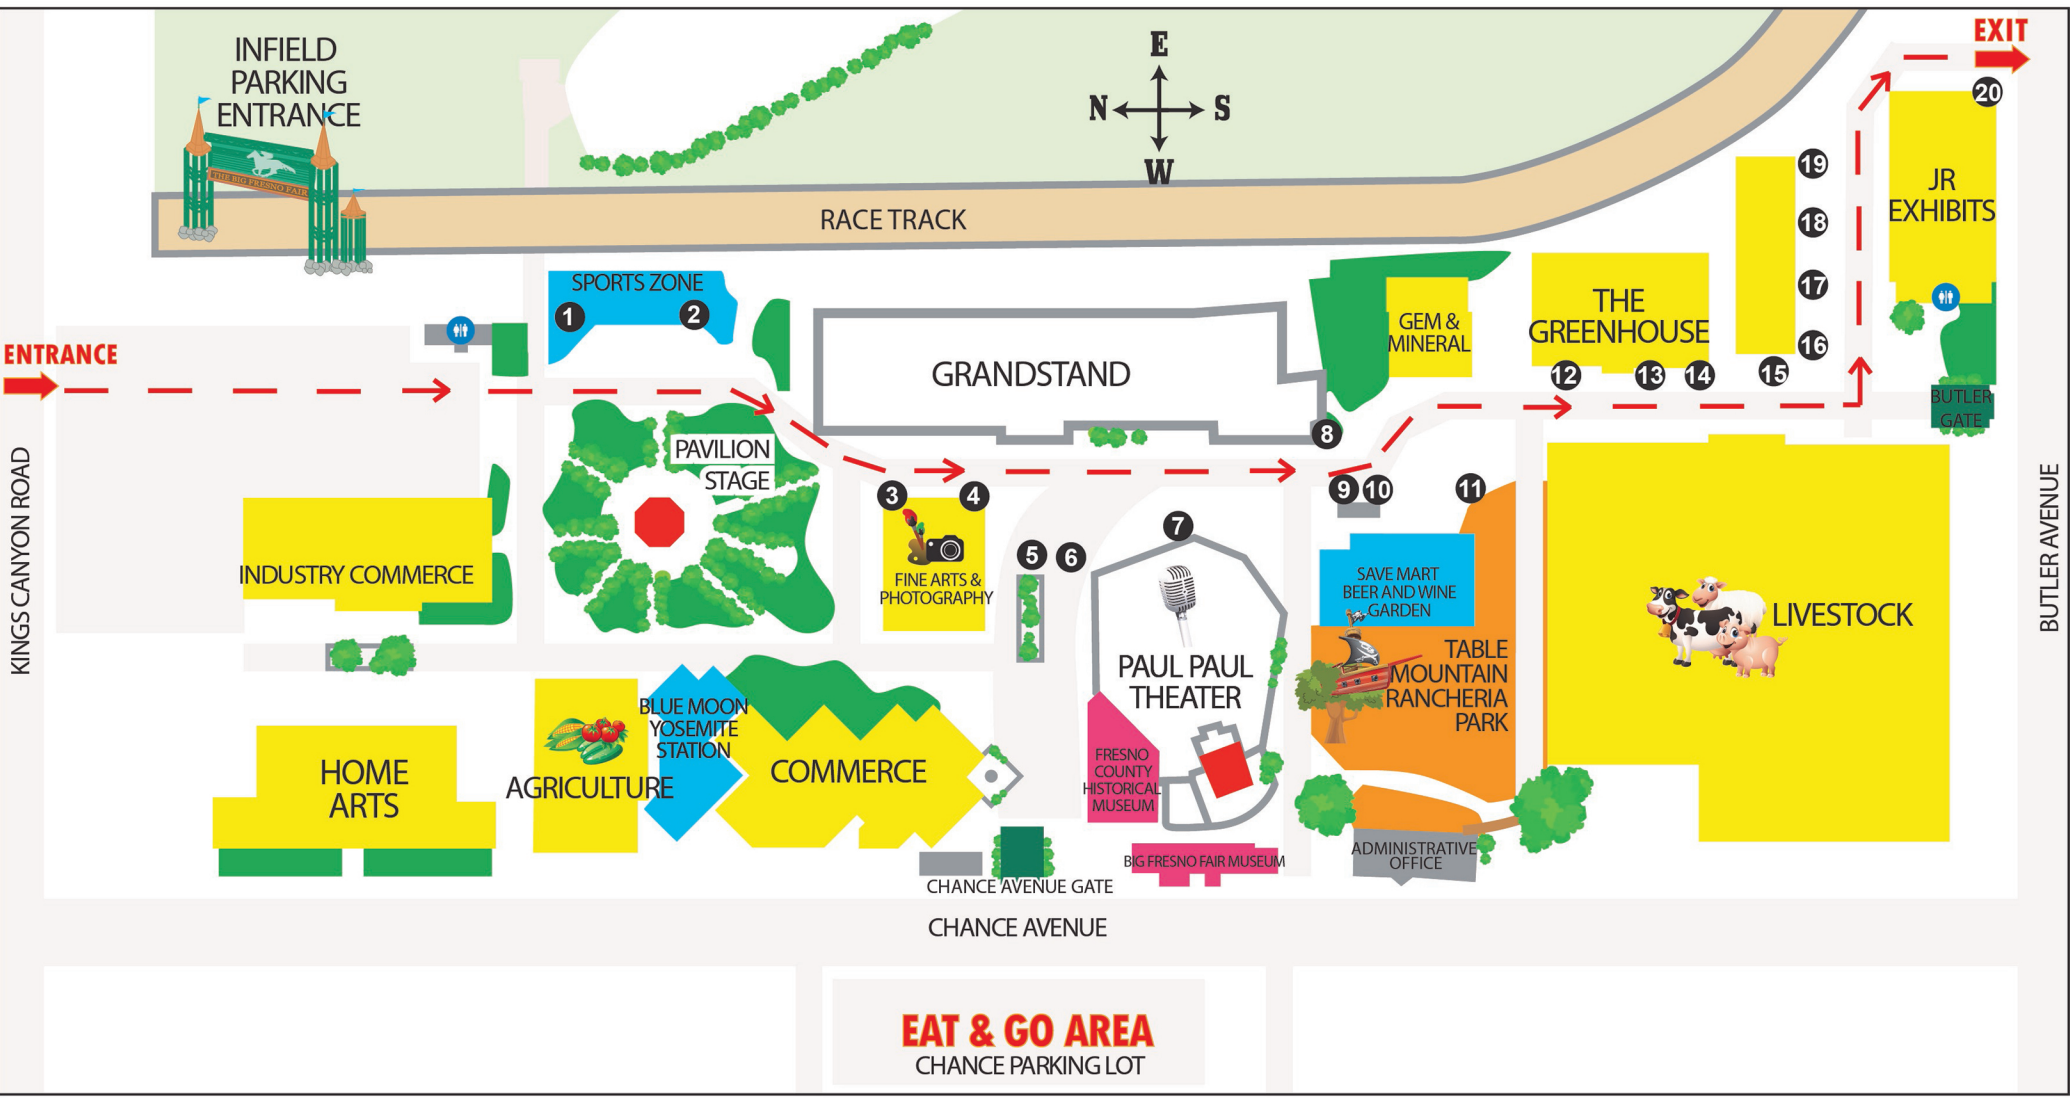 INFIELD
PARKING
ENTRANCE
THE BIG FRESNO FAIR
E
N
S
W
EXIT
20
RACE TRACK
19
JR
EXHIBITS
18
17
16
SPORTS ZONE
1
2
ENTRANCE
GRANDSTAND
GEM &
MINERAL
THE
GREENHOUSE
12
13
14
15
BUTLER
GATE
8
PAVILION
STAGE
3
4
9
10
11
5
6
7
KINGS CANYON ROAD
BUTLER AVENUE
INDUSTRY COMMERCE
FINE ARTS &
PHOTOGRAPHY
SAVE MART
BEER AND WINE
GARDEN
LIVESTOCK
PAUL PAUL
THEATER
TABLE
MOUNTAIN
RANCHERIA
PARK
BLUE MOON
YOSEMITE
STATION
AGRICULTURE
COMMERCE
HOME
ARTS
FRESNO
COUNTY
HISTORICAL
MUSEUM
BIG FRESNO FAIR MUSEUM
ADMINISTRATIVE
OFFICE
CHANCE AVENUE GATE
CHANCE AVENUE
EAT & GO AREA
CHANCE PARKING LOT